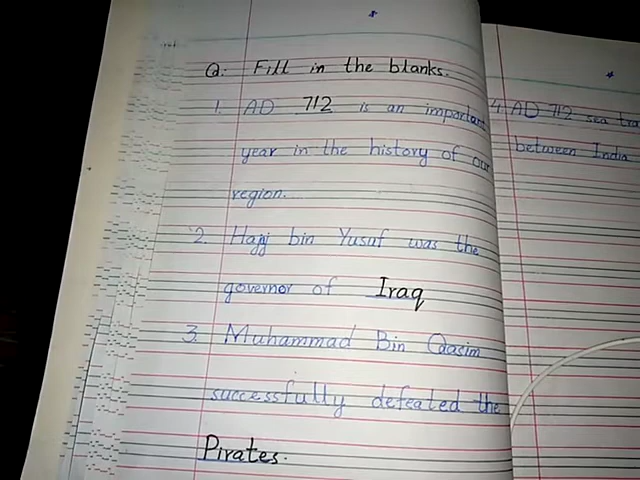 Q: Fill in the blanks.
1. AD 712 is an important
year in the history of our
region.
2. Hajj bin Yusuf was the
governor of Iraq
3. Muhammad Bin Qasim
successfully defeated the
Pirates.
4. AD 712 sea
between India